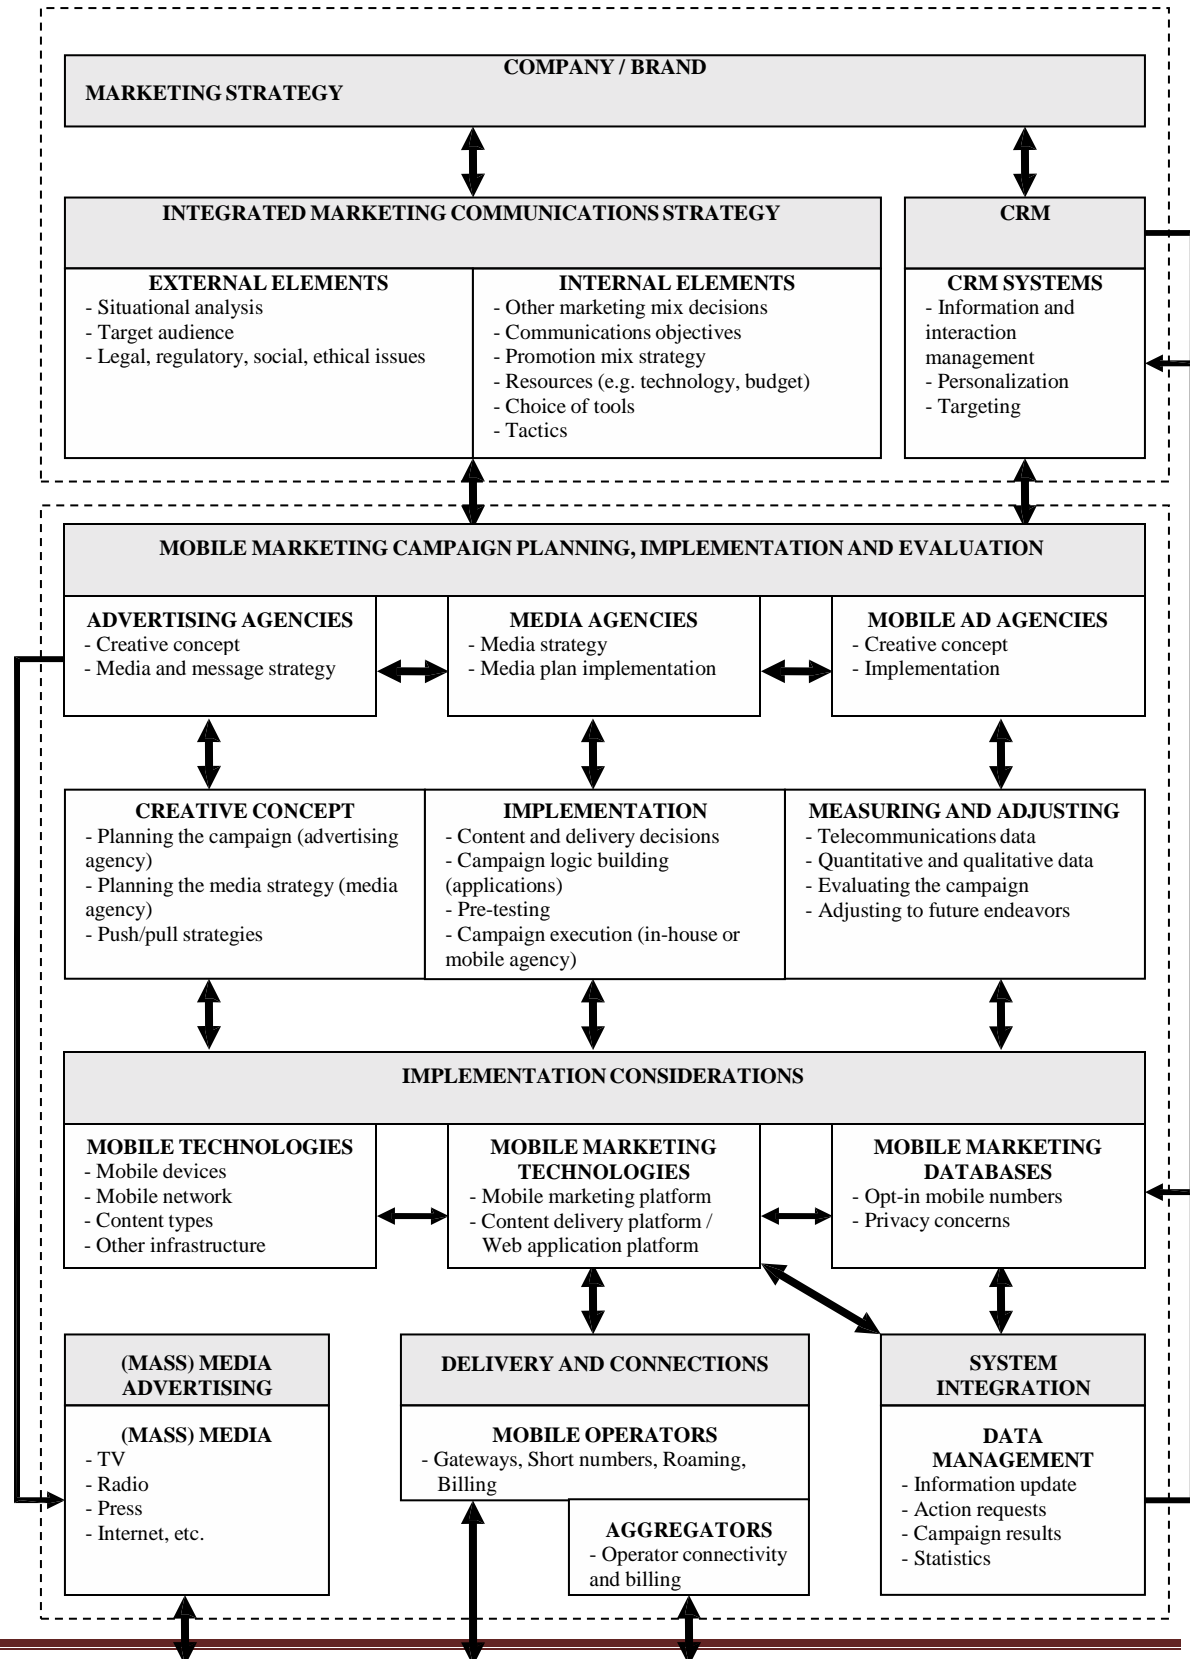 COMPANY / BRAND
MARKETING STRATEGY
INTEGRATED MARKETING COMMUNICATIONS STRATEGY
EXTERNAL ELEMENTS
- Situational analysis
- Target audience
- Legal, regulatory, social, ethical issues
INTERNAL ELEMENTS
- Other marketing mix decisions
- Communications objectives
- Promotion mix strategy
- Resources (e.g. technology, budget)
- Choice of tools
- Tactics
CRM
CRM SYSTEMS
- Information and
interaction
management
- Personalization
- Targeting
MOBILE MARKETING CAMPAIGN PLANNING, IMPLEMENTATION AND EVALUATION
ADVERTISING AGENCIES
- Creative concept
- Media and message strategy
MEDIA AGENCIES
- Media strategy
- Media plan implementation
MOBILE AD AGENCIES
- Creative concept
- Implementation
CREATIVE CONCEPT
- Planning the campaign (advertising
agency)
- Planning the media strategy (media
agency)
- Push/pull strategies
IMPLEMENTATION
- Content and delivery decisions
- Campaign logic building
(applications)
- Pre-testing
- Campaign execution (in-house or
mobile agency)
MEASURING AND ADJUSTING
- Telecommunications data
- Quantitative and qualitative data
- Evaluating the campaign
- Adjusting to future endeavors
IMPLEMENTATION CONSIDERATIONS
MOBILE TECHNOLOGIES
- Mobile devices
- Mobile network
- Content types
- Other infrastructure
MOBILE MARKETING
TECHNOLOGIES
- Mobile marketing platform
- Content delivery platform /
Web application platform
MOBILE MARKETING
DATABASES
- Opt-in mobile numbers
- Privacy concerns
(MASS) MEDIA
ADVERTISING
(MASS) MEDIA
- TV
- Radio
- Press
- Internet, etc.
DELIVERY AND CONNECTIONS
MOBILE OPERATORS
- Gateways, Short numbers, Roaming,
Billing
AGGREGATORS
- Operator connectivity
and billing
SYSTEM
INTEGRATION
DATA
MANAGEMENT
- Information update
- Action requests
- Campaign results
- Statistics